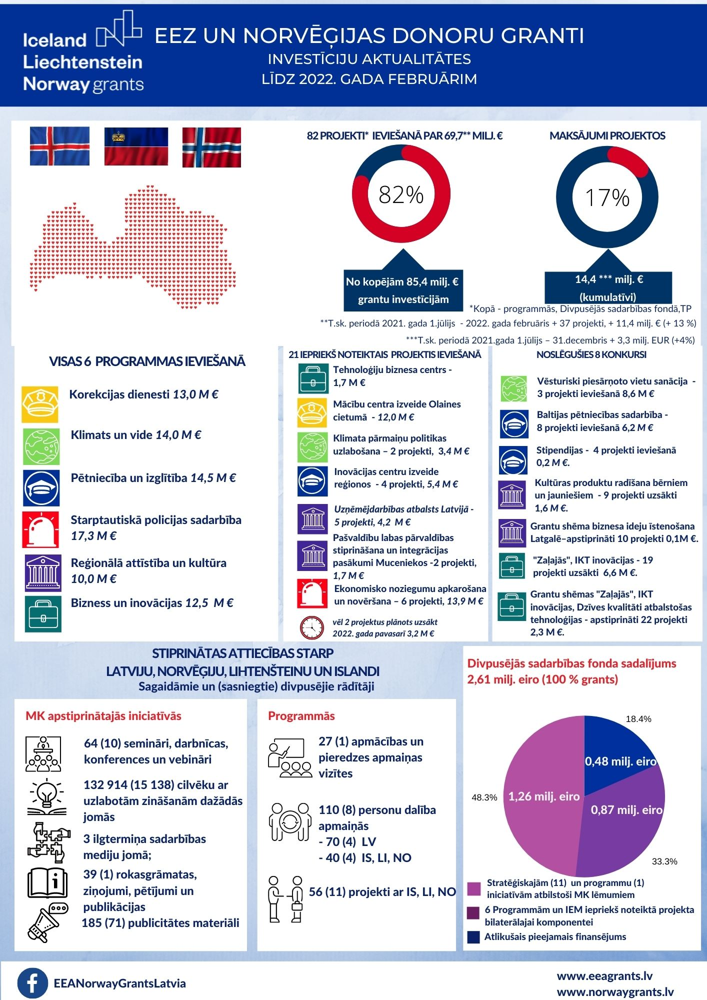 Iceland
Liechtenstein
Norway grants
EEZ UN NORVĒĢIJAS DONORU GRANTI
INVESTĪCIJU AKTUALITĀTES
LĪDZ 2022. GADA FEBRUĀRIM
82 PROJEKTI* IEVIEŠANĀ PAR 69,7** MILJ. €
82%
No kopējām 85,4 milj. €
grantu investīcijām
MAKSĀJUMI PROJEKTOS
17%
14,4 *** milj. €
(kumulatīvi)
*Kopā - programmās, Divpusējās sadarbības fondā,TP
**T.sk. periodā 2021. gada 1.jūlijs - 2022. gada februāris + 37 projekti, + 11,4 milj. € (+ 13 %)
***T.sk. periodā 2021.gada 1.jūlijs – 31.decembris + 3,3 milj. EUR (+4%)
VISAS 6 PROGRAMMAS IEVIEŠANĀ
Korekcijas dienesti 13,0 M €
Klimats un vide 14,0 M €
Pētniecība un izglītība 14,5 M €
Starptautiskā policijas sadarbība
17,3 M €
Reģionālā attīstība un kultūra
10,0 M €
Bizness un inovācijas 12,5 M €
21 IEPRIEKŠ NOTEIKTAIS PROJEKTIS IEVIEŠANĀ
Tehnoloģiju biznesa centrs -
1,7 M €
Mācību centra izveide Olaines
cietumā - 12,0 M €
Klimata pārmaiņu politikas
uzlabošana – 2 projekti, 3,4 M €
Inovācijas centru izveide
reģionos - 4 projekti, 5,4 M €
Uzņēmējdarbības atbalsts Latvijā -
5 projekti, 4,2 M €
Pašvaldību labas pārvaldības
stiprināšana un integrācijas
pasākumi Muceniekos -2 projekti,
1,7 M €
Ekonomisko noziegumu apkarošana
un novēršana – 6 projekti, 13,9 M €
vēl 2 projektus plānots uzsākt
2022. gada pavasarī 3,2 M €
NOSLĒGUŠIES 8 KONKURSI
Vēsturiski piesārņoto vietu sanācija -
3 projekti ieviešanā 8,6 M €
Baltijas pētniecības sadarbība -
8 projekti ieviešanā 6,2 M €
Stipendijas - 4 projekti ieviešanā
0,2 M €.
Kultūras produktu radīšana bērniem
un jauniešiem - 9 projekti uzsākti
1,6 M €.
Grantu shēma biznesa ideju īstenošana
Latgalē–apstiprināti 10 projekti 0,1M €.
"Zaļajās", IKT inovācijas - 19
projekti uzsākti 6,6 M €.
Grantu shēmas "Zaļajās", IKT
inovācijas, Dzīves kvalitāti atbalstošas
tehnoloģijas - apstiprināti 22 projekti
2,3 M €.
STIPRINĀTAS ATTIECĪBAS STARP
LATVIJU, NORVĒĢIJU, LIHTENŠTEINU UN ISLANDI
Sagaidāmie un (sasniegtie) divpusējie rādītāji
MK apstiprinātajās iniciatīvās
64 (10) semināri, darbnīcas,
konferences un vebināri
132 914 (15 138) cilvēku ar
uzlabotām zināšanām dažādās
jomās
3 ilgtermiņa sadarbības
mediju jomā;
39 (1) rokasgrāmatas,
ziņojumi, pētījumi un
publikācijas
185 (71) publicitātes materiāli
Programmās
27 (1) apmācības un
pieredzes apmaiņas
vizītes
110 (8) personu dalība
apmaiņās
- 70 (4) LV
- 40 (4) IS, LI, NO
56 (11) projekti ar IS, LI, NO
Divpusējās sadarbības fonda sadalījums
2,61 milj. eiro (100 % grants)
18.4%
0,48 milj. eiro
48.3%
1,26 milj. eiro
0,87 milj. eiro
33.3%
Stratēģiskajām (11) un programmu (1)
iniciatīvām atbilstoši MK lēmumiem
6 Programmām un IEM iepriekš noteiktā projekta
bilaterālajai komponentei
Atlikušais pieejamais finansējums
EEANorwayGrantsLatvia
www.eeagrants.lv
www.norwaygrants.lv